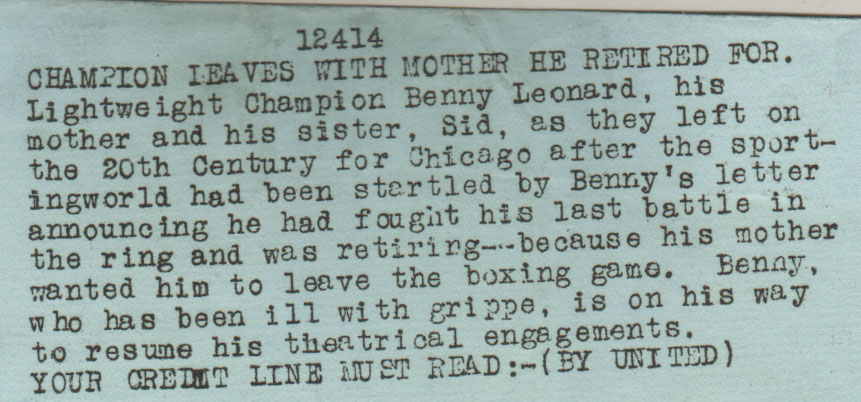 12414
CHAMPION LEAVES WITH MOTHER HE RETIRED FOR.
Lightweight Champion Benny Leonard, his
mother and his sister, Sid, as they left on
the 20th Century for Chicago after the sport-
ingworld had been startled by Benny's letter
announcing he had fought his last battle in
the ring and was retiring---because his mother
wanted him to leave the boxing game. Benny,
who has been ill with grippe, is on his way
to resume his theatrical engagements.
YOUR CREDIT LINE MUST READ:-(BY UNITED)